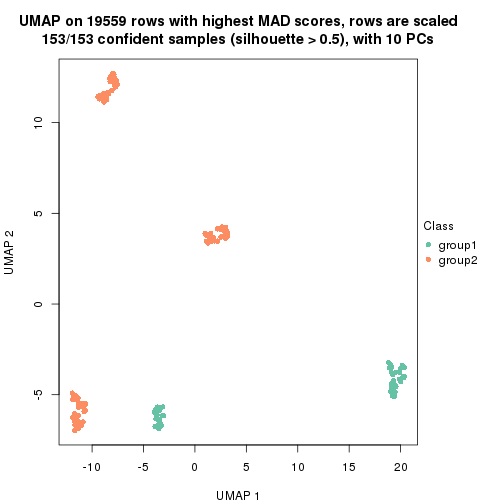 UMAP on 19559 rows with highest MAD scores, rows are scaled
153/153 confident samples (silhouette > 0.5), with 10 PCs
10
5
0
-5
UMAP 2
Class
group1
group2
-10
-5
0
5
10
15
20
UMAP 1